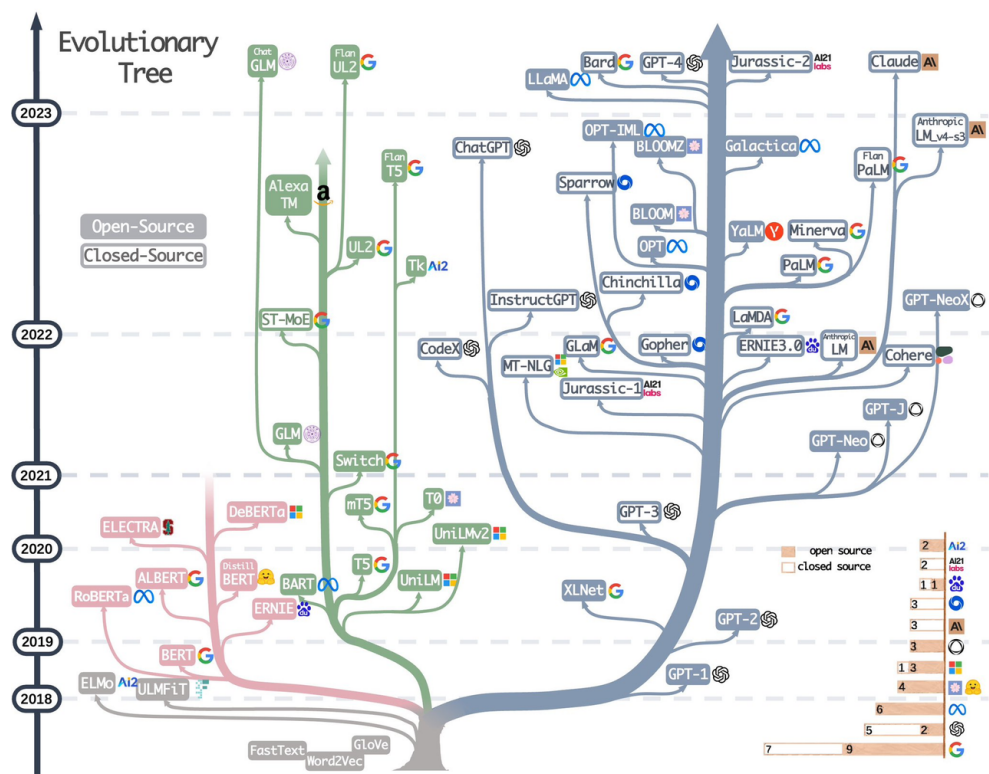 Evolutionary
Tree
Open-Source
Closed-Source
2023
2022
2021
2020
2019
2018
Chat
GLM
Flan
UL2
Bard
GPT-4
Jurassic-2
AI21
labs
Claude
A\
LLaMA
OPT-IML
BLOOMZ
Galactica
Anthropic
LM_v4-s3
A\
ChatGPT
Flan
T5
Flan
PaLM
Sparrow
Alexa
TM
a
BLOOM
YaLM
Y
Minerva
UL2
OPT
Tk
Ai2
PaLM
Chinchilla
InstructGPT
GPT-NeoX
ST-MoE
LaMDA
CodeX
GLaM
Gopher
ERNIE3.0
Anthropic
LM
A\
Cohere
MT-NLG
Jurassic-1
AI21
labs
GPT-J
GLM
GPT-Neo
Switch
DeBERTa
mT5
T0
GPT-3
ELECTRA
UniLMv2
ALBERT
Distill
BERT
BART
T5
UniLM
RoBERTa
ERNIE
XLNet
GPT-2
BERT
GPT-1
ELMo
Ai2
ULMFiT
FastText
GloVe
Word2Vec
open source
closed source
2 Ai2
2 AI21
labs
1 1
3
3 A\
3
1 3
4
6
5 2
7 9